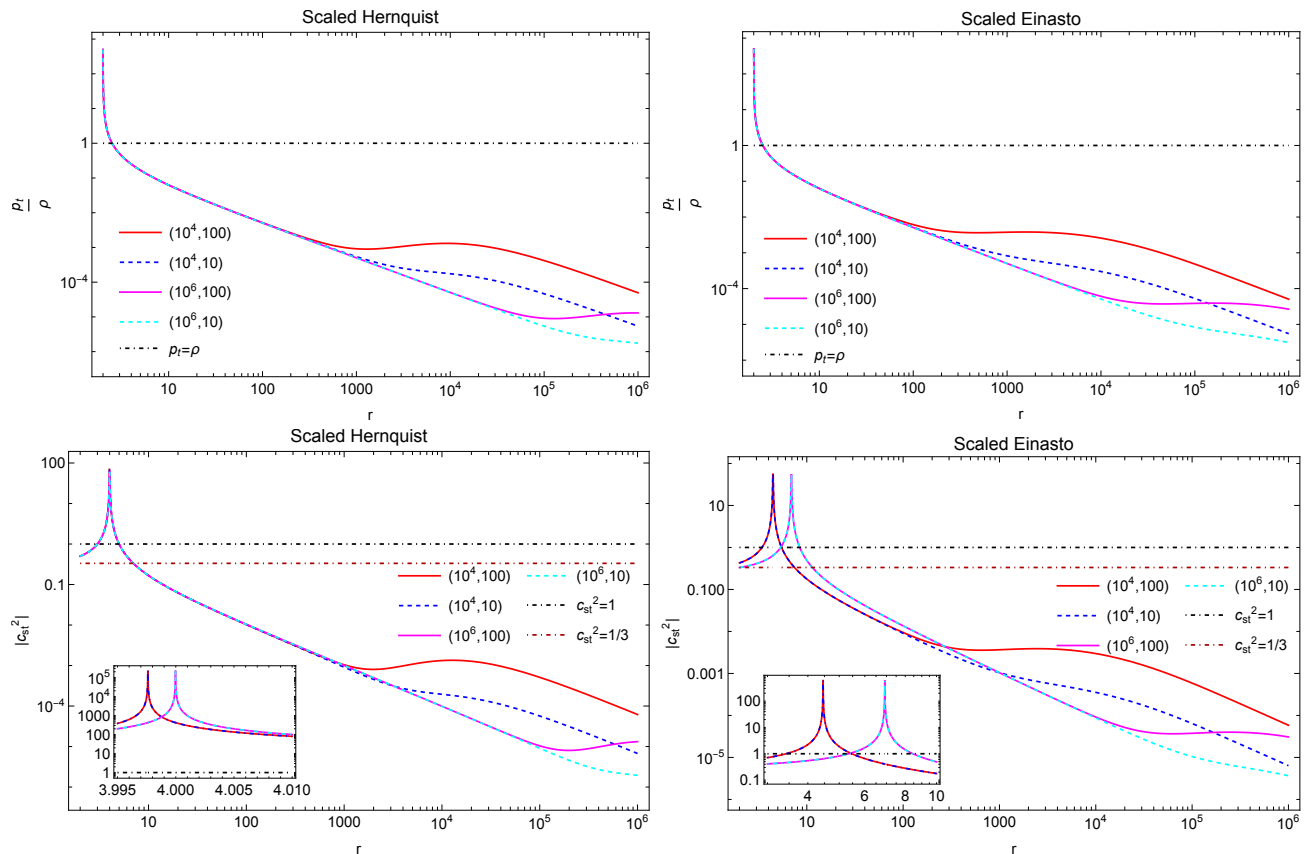 Scaled Hernquist
p_t/ρ
1
10^-4
(10^4,100)
(10^4,10)
(10^6,100)
(10^6,10)
p_t=ρ
10 100 1000 10^4 10^5 10^6
r
Scaled Einasto
p_t/ρ
1
10^-4
(10^4,100)
(10^4,10)
(10^6,100)
(10^6,10)
p_t=ρ
10 100 1000 10^4 10^5 10^6
r
Scaled Hernquist
|c_st^2|
100
0.1
10^-4
(10^4,100) (10^6,10)
(10^4,10) c_st^2=1
(10^6,100) c_st^2=1/3
10^5
10^4
1000
100
10
1
3.995 4.000 4.005 4.010
10 100 1000 10^4 10^5 10^6
r
Scaled Einasto
|c_st^2|
10
0.100
0.001
10^-5
(10^4,100) (10^6,10)
(10^4,10) c_st^2=1
(10^6,100) c_st^2=1/3
100
10
1
0.1
4 6 8 10
10 100 1000 10^4 10^5 10^6
r